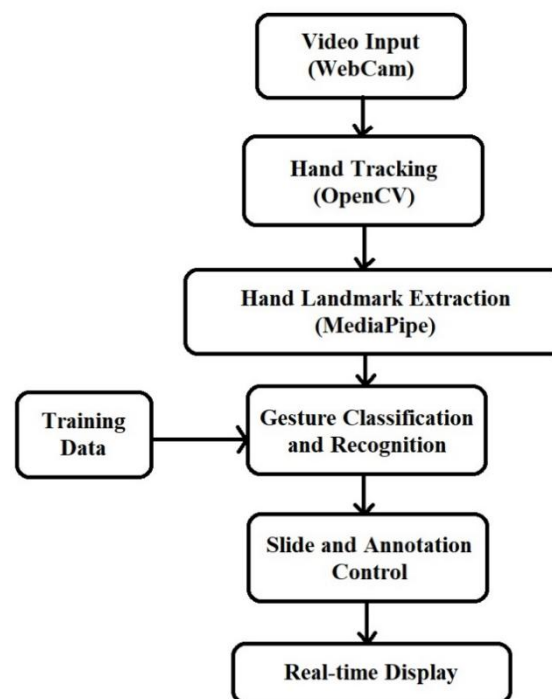 Video Input
(WebCam)
Hand Tracking
(OpenCV)
Hand Landmark Extraction
(MediaPipe)
Training
Data
Gesture Classification
and Recognition
Slide and Annotation
Control
Real-time Display